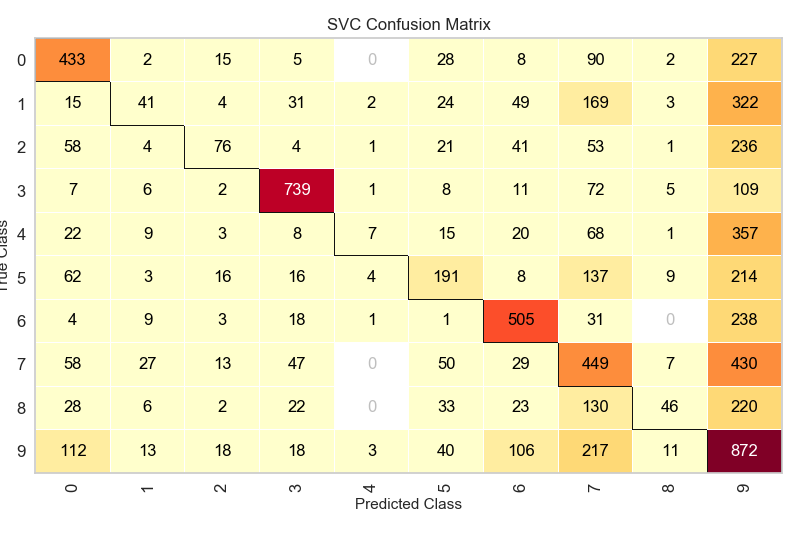 SVC Confusion Matrix
0 433 2 15 5 0 28 8 90 2 227
1 15 41 4 31 2 24 49 169 3 322
2 58 4 76 4 1 21 41 53 1 236
3 7 6 2 739 1 8 11 72 5 109
4 22 9 3 8 7 15 20 68 1 357
5 62 3 16 16 4 191 8 137 9 214
6 4 9 3 18 1 1 505 31 0 238
7 58 27 13 47 0 50 29 449 7 430
8 28 6 2 22 0 33 23 130 46 220
9 112 13 18 18 3 40 106 217 11 872
True Class
0 1 2 3 4 5 6 7 8 9
Predicted Class